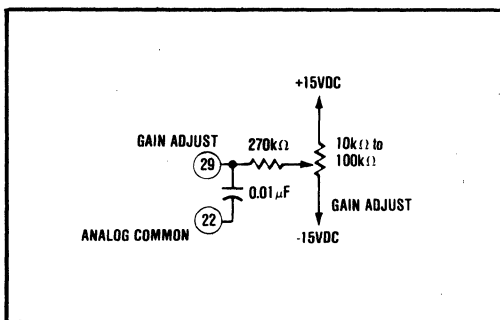 +15VDC
GAIN ADJUST
270kΩ
10kΩ to
100kΩ
29
0.01μF
GAIN ADJUST
22
ANALOG COMMON
-15VDC